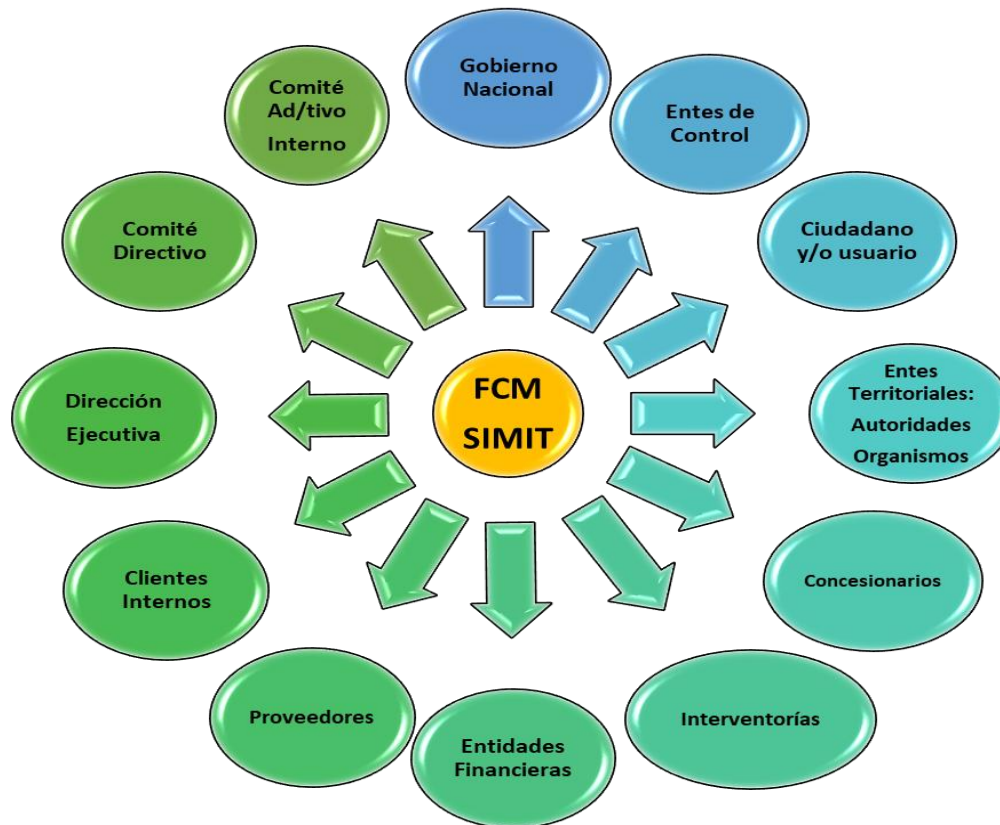 Gobierno
Nacional
Entes de
Control
Ciudadano
y/o usuario
Entes
Territoriales:
Autoridades
Organismos
Concesionarios
Interventorías
Entidades
Financieras
Proveedores
Clientes
Internos
Dirección
Ejecutiva
Comité
Directivo
Comité
Ad/tivo
Interno
FCM
SIMIT